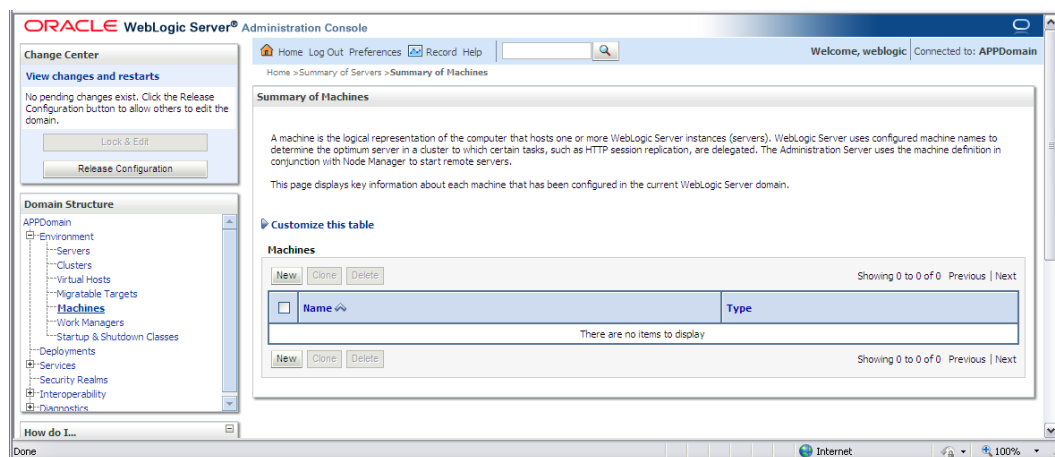 ORACLE WebLogic Server® Administration Console
Change Center
View changes and restarts
No pending changes exist. Click the Release
Configuration button to allow others to edit the
domain.
Lock & Edit
Release Configuration
Domain Structure
APPDomain
Environment
Servers
Clusters
Virtual Hosts
Migratable Targets
Machines
Work Managers
Startup & Shutdown Classes
Deployments
Services
Security Realms
Interoperability
Diagnostics
How do I...
Home Log Out Preferences Record Help
Welcome, weblogic Connected to: APPDomain
Home >Summary of Servers >Summary of Machines
Summary of Machines
A machine is the logical representation of the computer that hosts one or more WebLogic Server instances (servers). WebLogic Server uses configured machine names to
determine the optimum server in a cluster to which certain tasks, such as HTTP session replication, are delegated. The Administration Server uses the machine definition in
conjunction with Node Manager to start remote servers.
This page displays key information about each machine that has been configured in the current WebLogic Server domain.
Customize this table
Machines
New Clone Delete
Showing 0 to 0 of 0 Previous | Next
Name Type
There are no items to display
New Clone Delete
Showing 0 to 0 of 0 Previous | Next
Done
Internet
100%